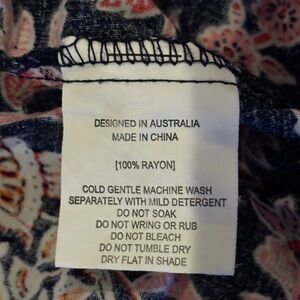 DESIGNED IN AUSTRALIA
MADE IN CHINA
[100% RAYON]
COLD GENTLE MACHINE WASH
SEPARATELY WITH MILD DETERGENT
DO NOT SOAK
DO NOT WRING OR RUB
DO NOT BLEACH
DO NOT TUMBLE DRY
DRY FLAT IN SHADE